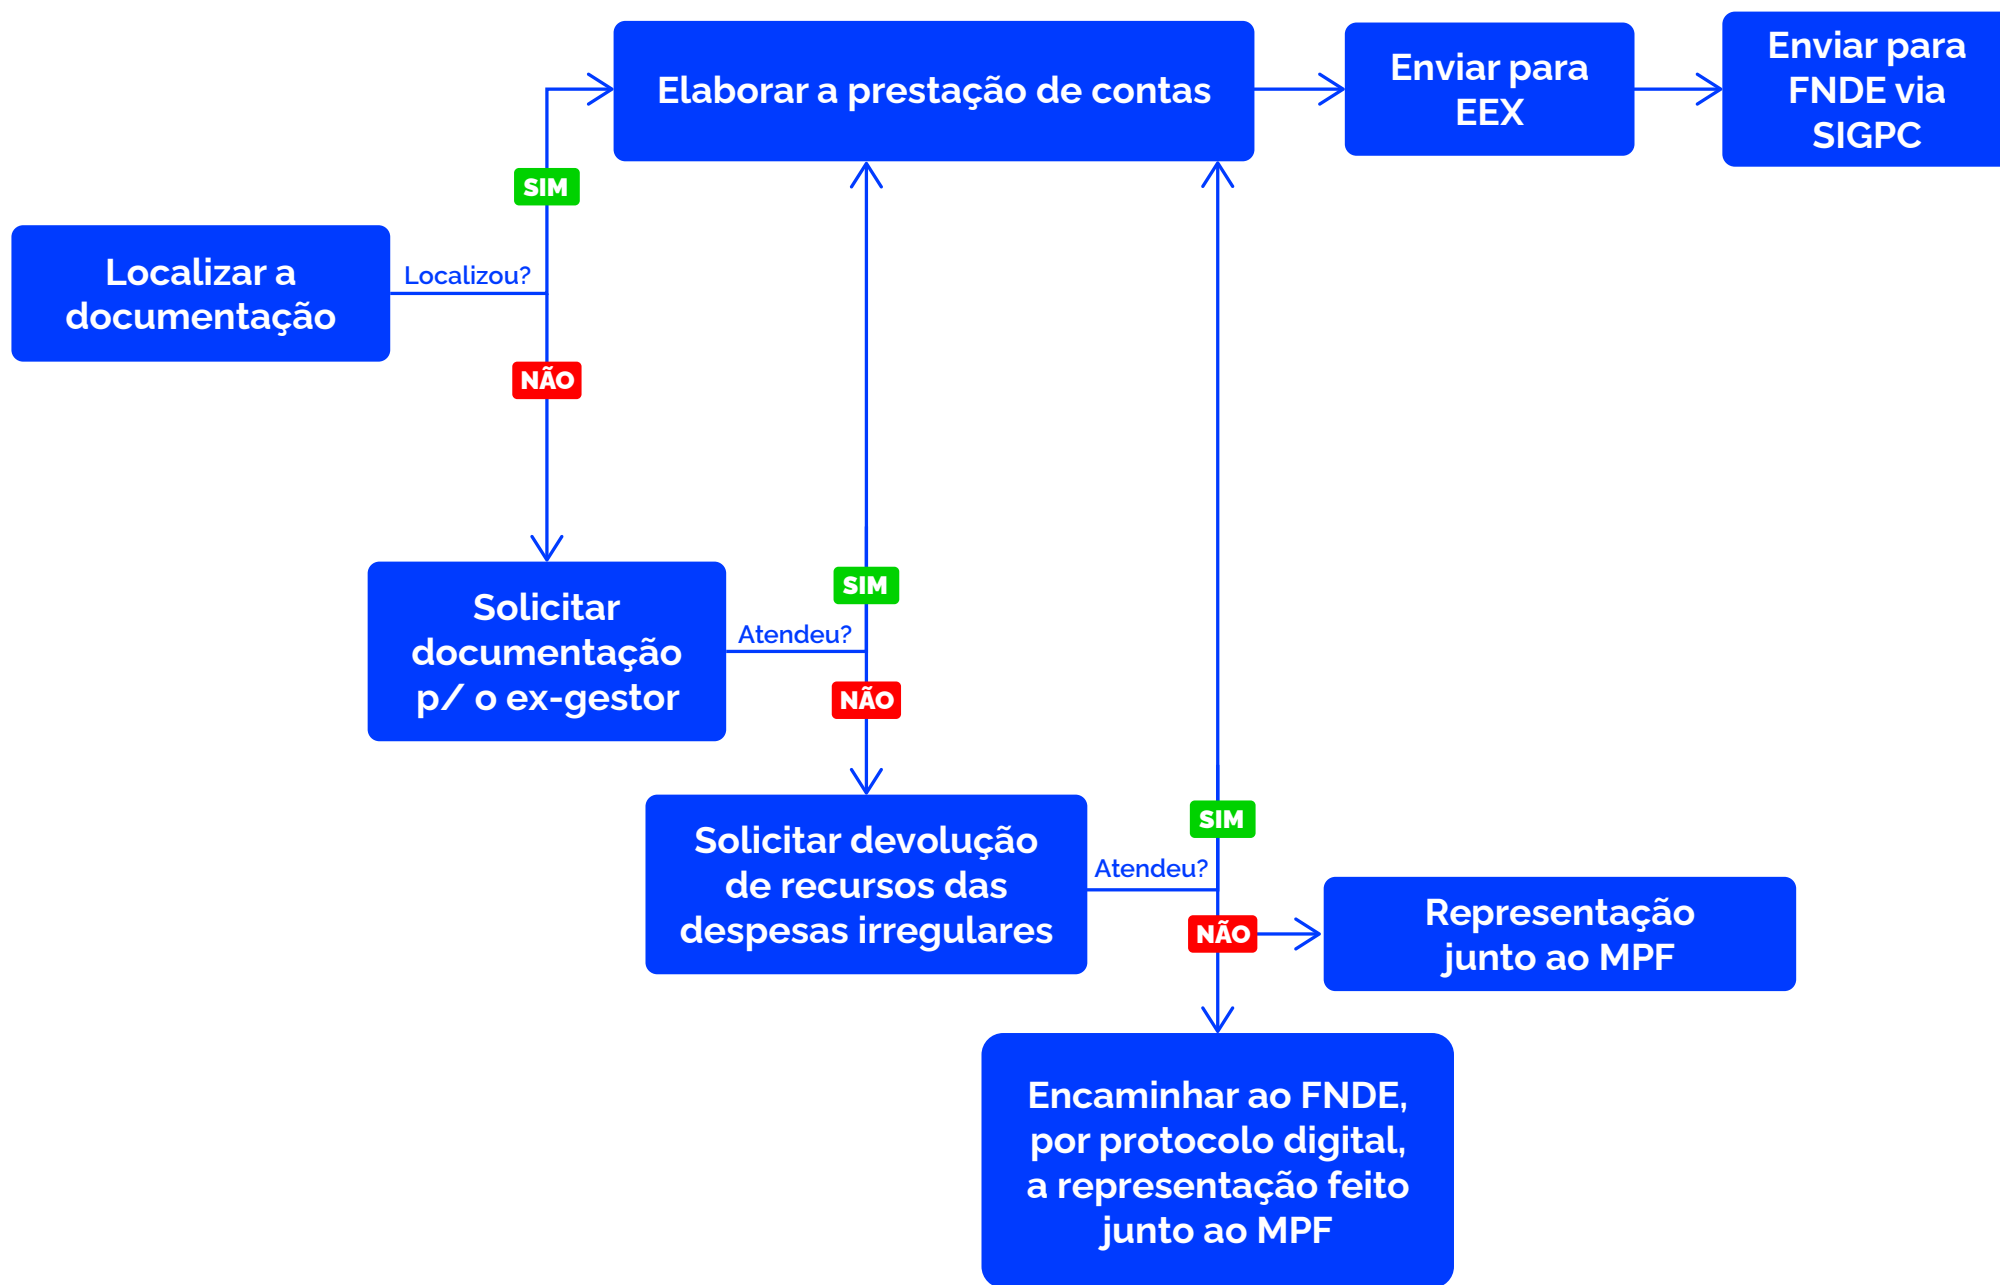 Elaborar a prestação de contas
Enviar para
EEX
Enviar para
FNDE via
SIGPC
SIM
Localizar a
documentação
Localizou?
NÃO
Solicitar
documentação
p/ o ex-gestor
Atendeu?
SIM
NÃO
Solicitar devolução
de recursos das
despesas irregulares
Atendeu?
SIM
NÃO
Representação
junto ao MPF
Encaminhar ao FNDE,
por protocolo digital,
a representação feito
junto ao MPF